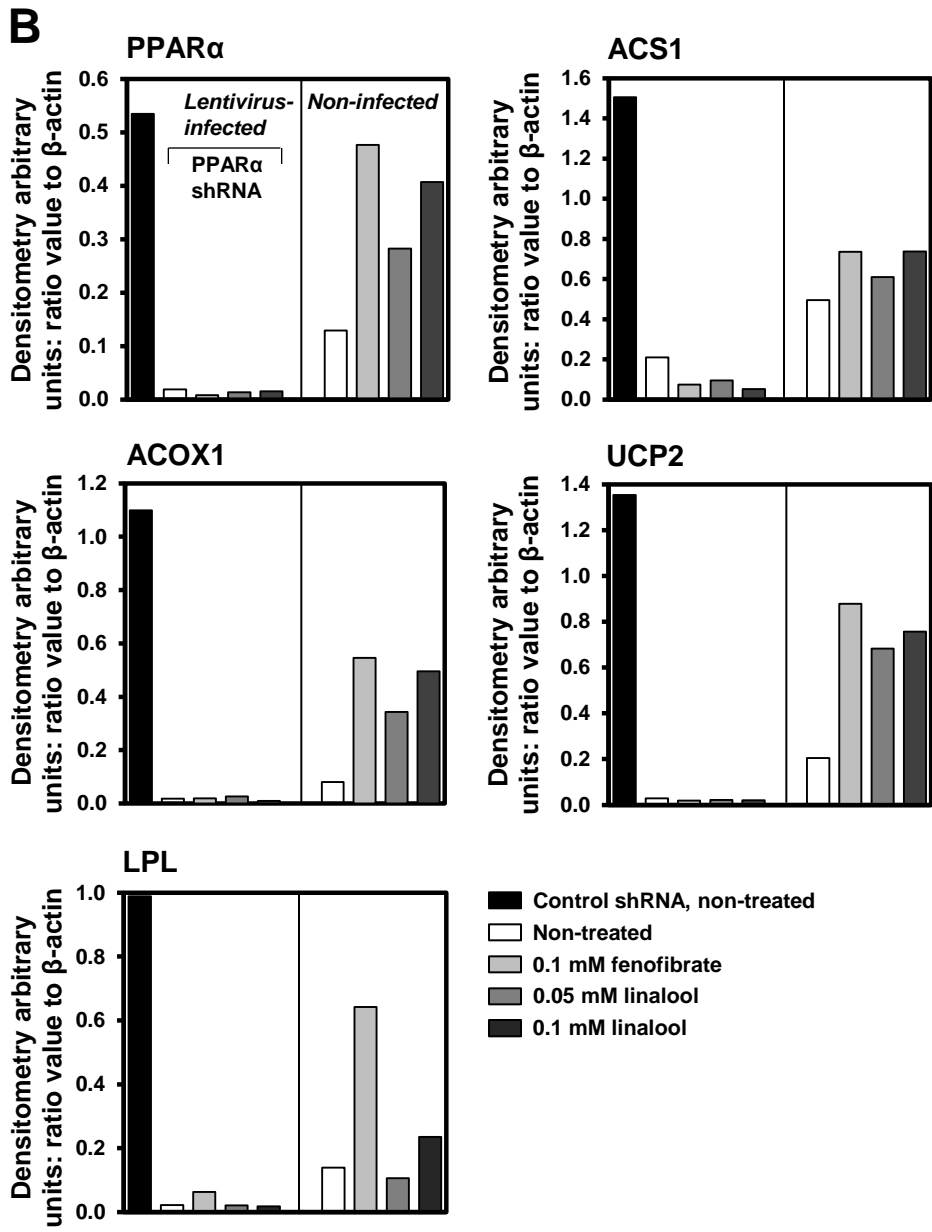 B
PPARα
Densitometry arbitrary
units: ratio value to β-actin
0.6
0.5
0.4
0.3
0.2
0.1
0.0
Lentivirus-
infected
PPARα
shRNA
Non-infected
ACS1
Densitometry arbitrary
units: ratio value to β-actin
1.6
1.4
1.2
1.0
0.8
0.6
0.4
0.2
0.0
ACOX1
Densitometry arbitrary
units: ratio value to β-actin
1.2
1.0
0.8
0.6
0.4
0.2
0.0
UCP2
Densitometry arbitrary
units: ratio value to β-actin
1.4
1.2
1.0
0.8
0.6
0.4
0.2
0.0
LPL
Densitometry arbitrary
units: ratio value to β-actin
1.0
0.8
0.6
0.4
0.2
0.0
Control shRNA, non-treated
Non-treated
0.1 mM fenofibrate
0.05 mM linalool
0.1 mM linalool